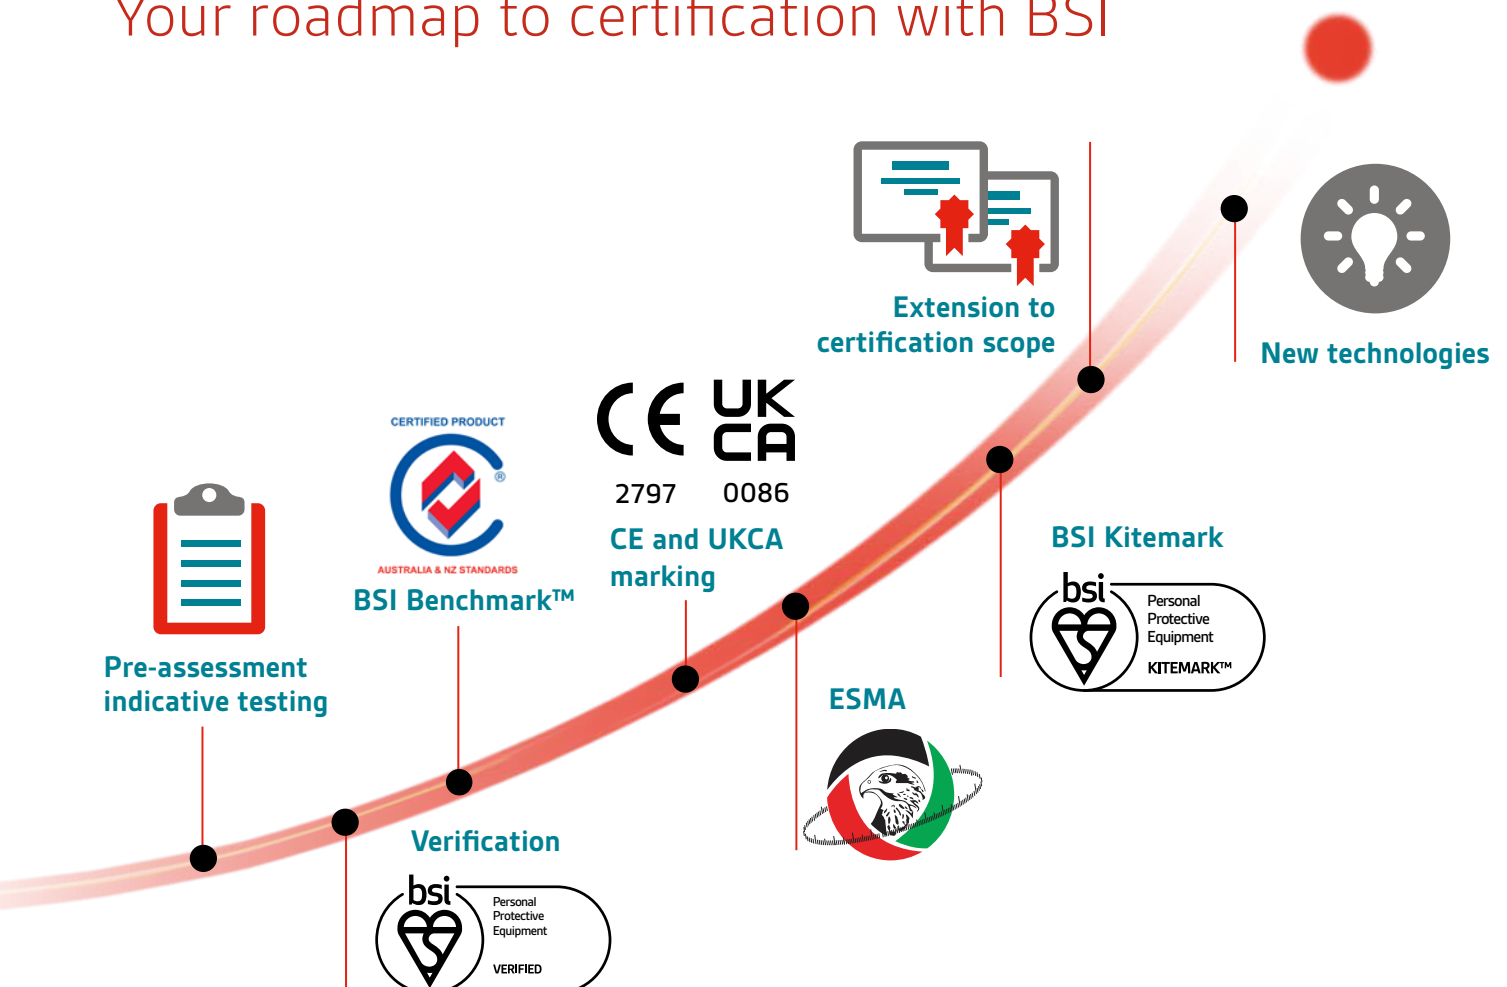 Your roadmap to certification with BSI
Extension to
certification scope
New technologies
CERTIFIED PRODUCT
®
AUSTRALIA & NZ STANDARDS
BSI Benchmark™
CE UK
CA
2797 0086
CE and UKCA
marking
BSI Kitemark
bsi
Personal
Protective
Equipment
KITEMARK™
Pre-assessment
indicative testing
ESMA
Verification
bsi
Personal
Protective
Equipment
VERIFIED